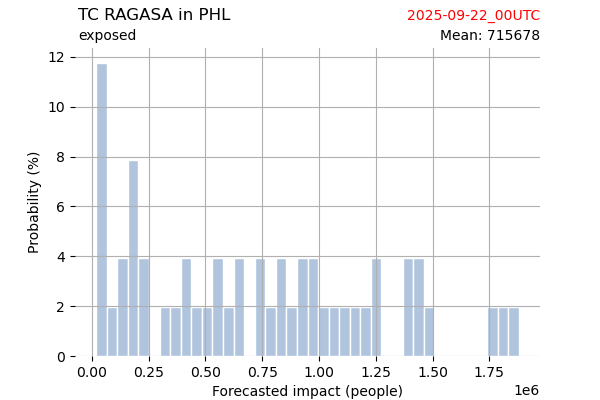 TC RAGASA in PHL
2025-09-22_00UTC
exposed
Mean: 715678
12
10
8
6
4
2
0
Probability (%)
0.00 0.25 0.50 0.75 1.00 1.25 1.50 1.75
1e6
Forecasted impact (people)